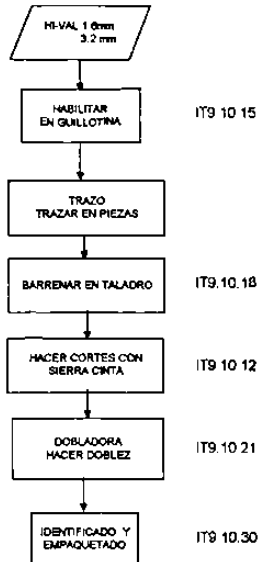 HI-VAL 1.6mm
3.2 mm
HABILITAR
EN GUILLOTINA
IT9 10 15
TRAZO
TRAZAR EN PIEZAS
BARRENAR EN TALADRO
IT9.10.18
HACER CORTES CON
SIERRA CINTA
IT9 10 12
DOBLADORA
HACER DOBLEZ
IT9.10 21
IDENTIFICADO Y
EMPAQUETADO
IT9 10.30